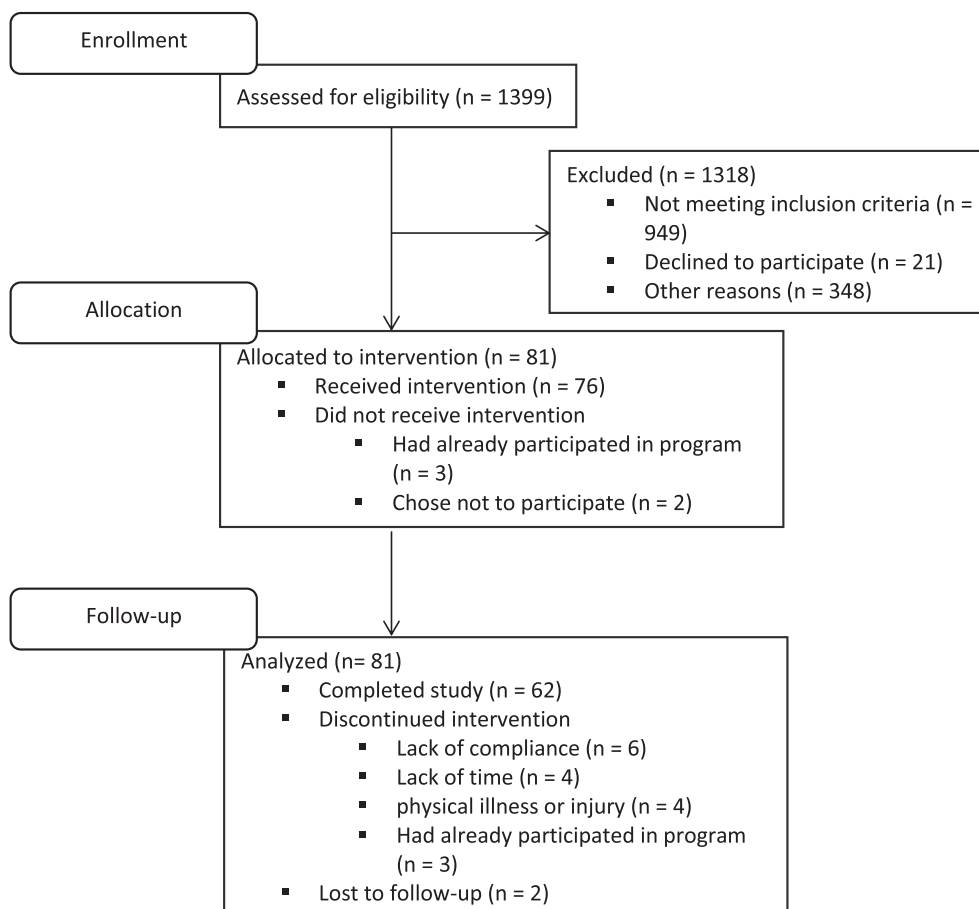 Enrollment
Assessed for eligibility (n = 1399)
Excluded (n = 1318)
▪ Not meeting inclusion criteria (n =
949)
▪ Declined to participate (n = 21)
▪ Other reasons (n = 348)
Allocation
Allocated to intervention (n = 81)
▪ Received intervention (n = 76)
▪ Did not receive intervention
▪ Had already participated in program
(n = 3)
▪ Chose not to participate (n = 2)
Follow-up
Analyzed (n= 81)
▪ Completed study (n = 62)
▪ Discontinued intervention
▪ Lack of compliance (n = 6)
▪ Lack of time (n = 4)
▪ physical illness or injury (n = 4)
▪ Had already participated in program
(n = 3)
▪ Lost to follow-up (n = 2)